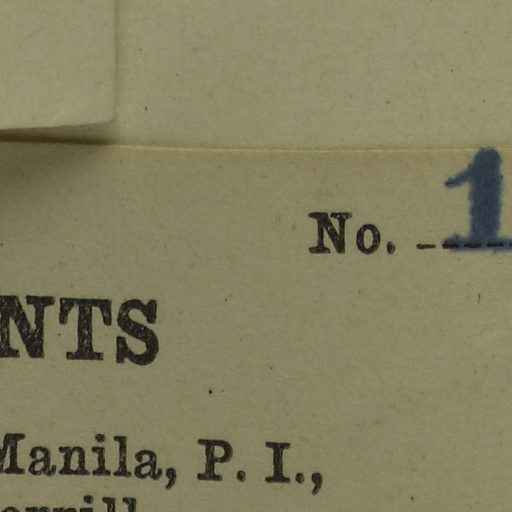 No. 1
NTS
Manila, P. I.,